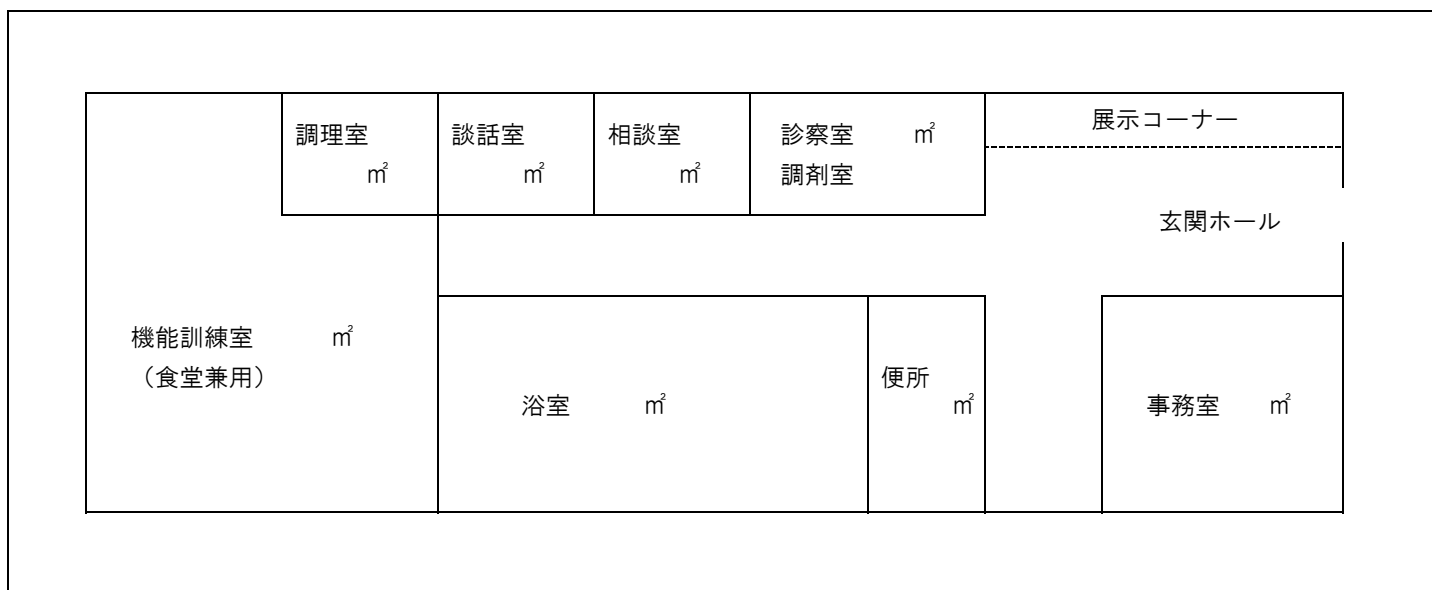 調理室
㎡
談話室
㎡
相談室
㎡
診察室 ㎡
調剤室
展示コーナー
玄関ホール
機能訓練室 ㎡
（食堂兼用）
浴室 ㎡
便所
㎡
事務室 ㎡